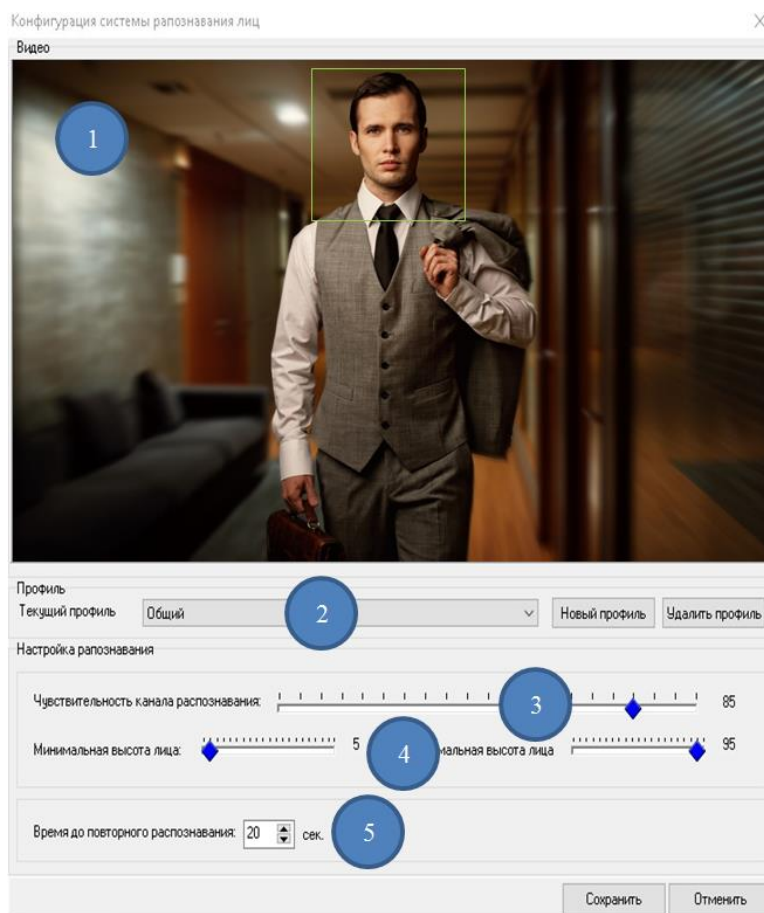 Конфигурация системы рапознавания лиц
Видео
1
Профиль
Текущий профиль Общий 2 Новый профиль Удалить профиль
Настройка рапознавания
Чувствительность канала распознавания: 3 85
Минимальная высота лица: 5 4 мальная высота лица 95
Время до повторного распознавания: 20 сек. 5
Сохранить Отменить